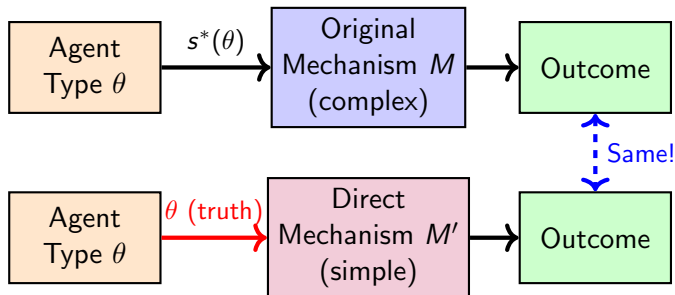 Agent
Type θ
s*(θ)
Original
Mechanism M
(complex)
Outcome
Same!
Agent
Type θ
θ (truth)
Direct
Mechanism M′
(simple)
Outcome